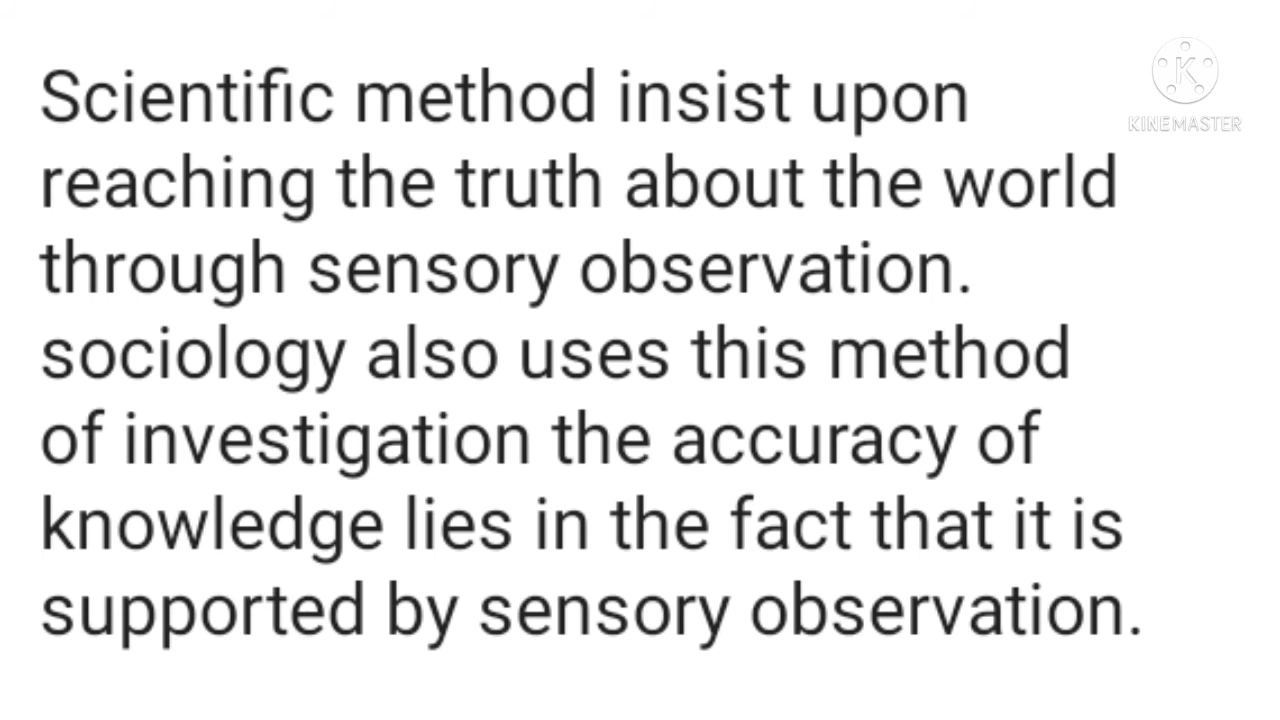 Scientific method insist upon
KINEMASTER
reaching the truth about the world
through sensory observation.
sociology also uses this method
of investigation the accuracy of
knowledge lies in the fact that it is
supported by sensory observation.